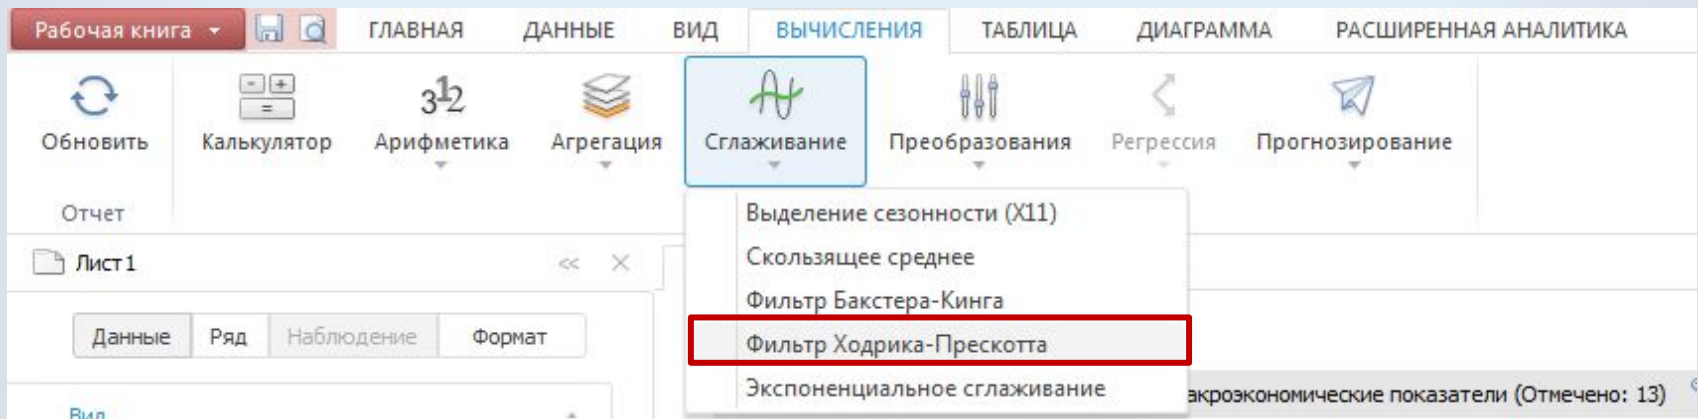 Рабочая книга ГЛАВНАЯ ДАННЫЕ ВИД ВЫЧИСЛЕНИЯ ТАБЛИЦА ДИАГРАММА РАСШИРЕННАЯ АНАЛИТИКА
Обновить Калькулятор Арифметика Агрегация Сглаживание Преобразования Регрессия Прогнозирование
Отчет
Лист1
Данные Ряд Наблюдение Формат
Вид
Выделение сезонности (X11)
Скользящее среднее
Фильтр Бакстера-Кинга
Фильтр Ходрика-Прескотта
Экспоненциальное сглаживание
акроэкономические показатели (Отмечено: 13)